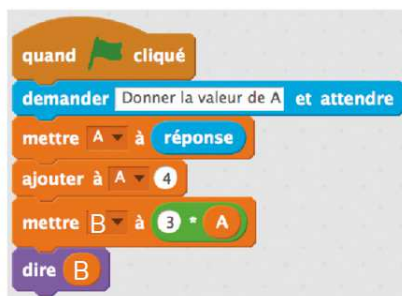 quand cliqué
demander Donner la valeur de A et attendre
mettre A à réponse
ajouter à A 4
mettre B à 3 * A
dire B